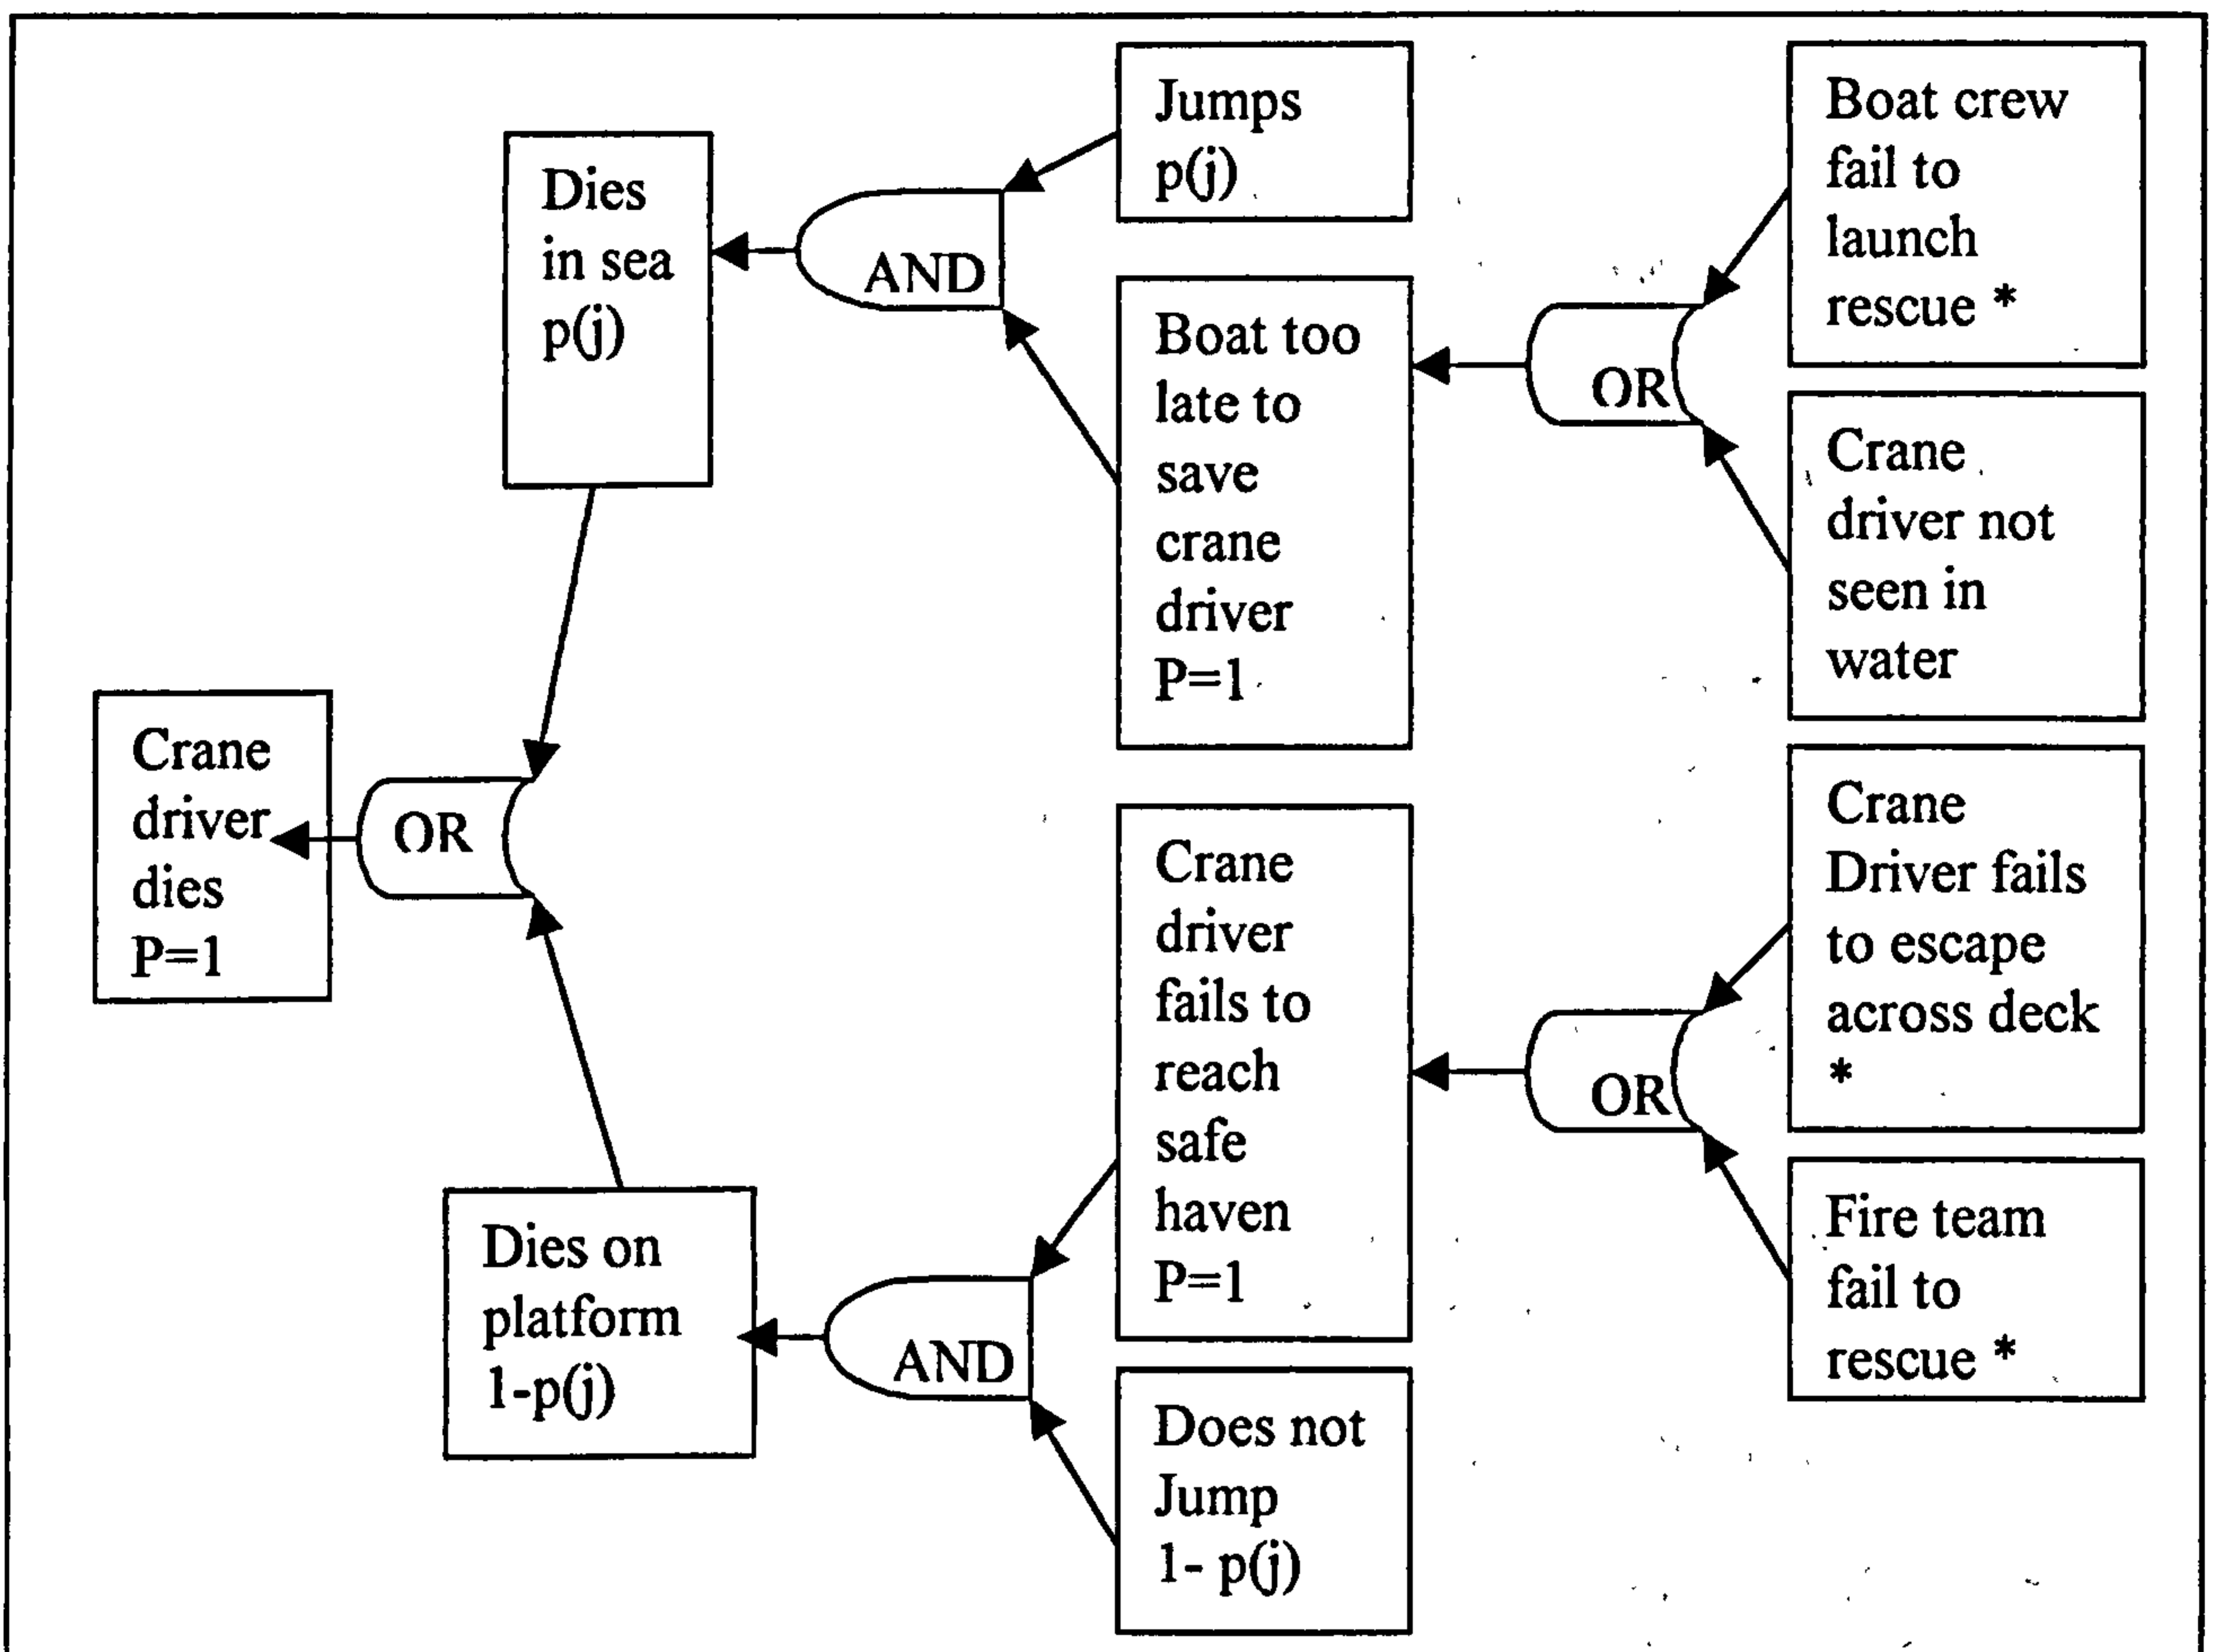 Jumps
p(j)
Boat crew
fail to
launch
rescue *
Dies
in sea
p(j)
AND
Boat too
late to
save
crane
driver
P=1
OR
Crane
driver not
seen in
water
Crane
driver
dies
P=1
OR
Crane
driver
fails to
reach
safe
haven
P=1
OR
Crane
Driver fails
to escape
across deck
*
Fire team
fail to
rescue *
Dies on
platform
1-p(j)
AND
Does not
Jump
1- p(j)